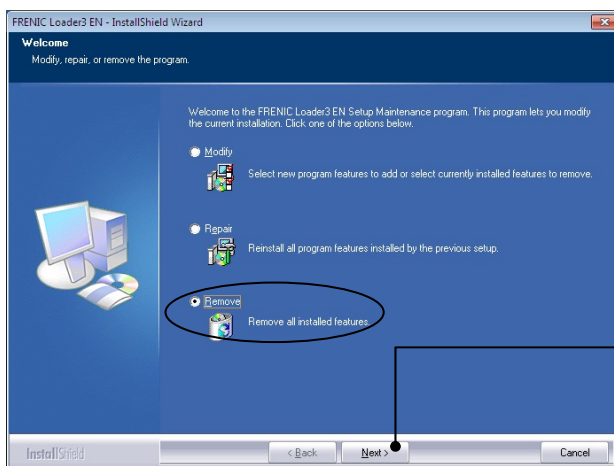 FRENIC Loader3 EN - InstallShield Wizard
Welcome
Modify, repair, or remove the program.
Welcome to the FRENIC Loader3 EN Setup Maintenance program. This program lets you modify
the current installation. Click one of the options below.
Modify
Select new program features to add or select currently installed features to remove.
Repair
Reinstall all program features installed by the previous setup.
Remove
Remove all installed features.
InstallShield
< Back
Next >
Cancel